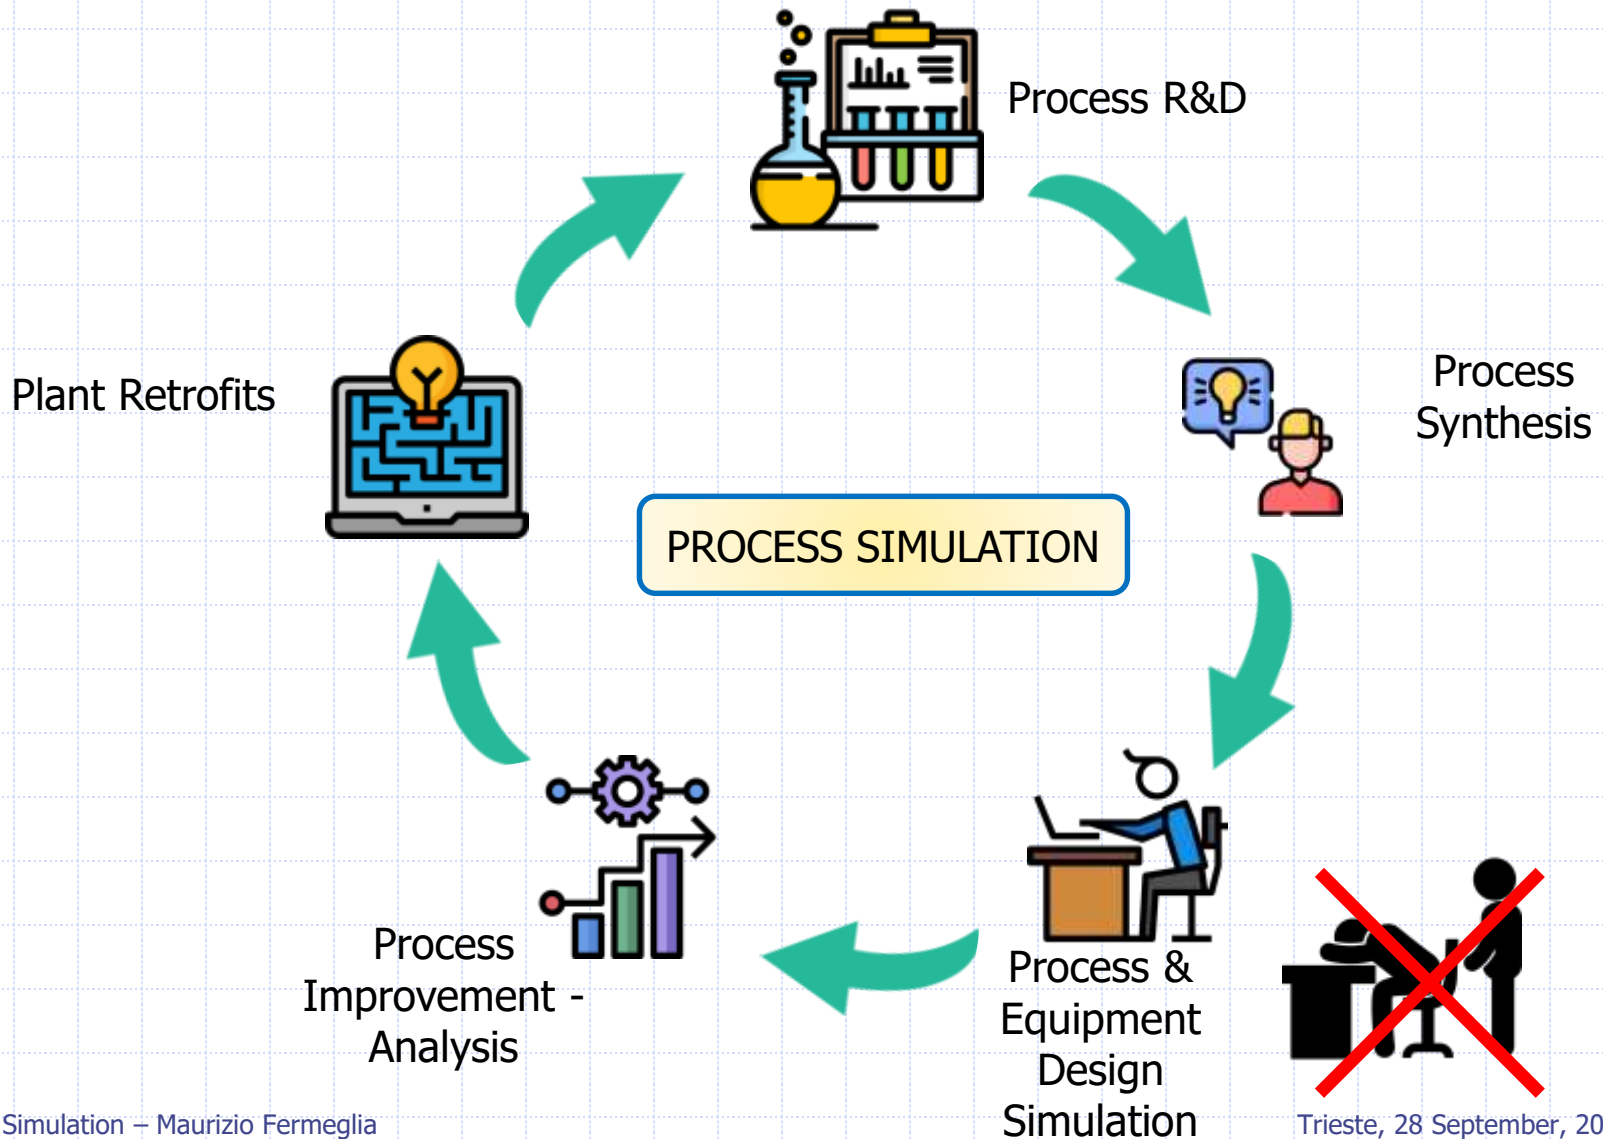 Process R&D
Process
Synthesis
Plant Retrofits
PROCESS SIMULATION
Process
Improvement -
Analysis
Process &
Equipment
Design
Simulation
Simulation – Maurizio Fermeglia
Trieste, 28 September, 20